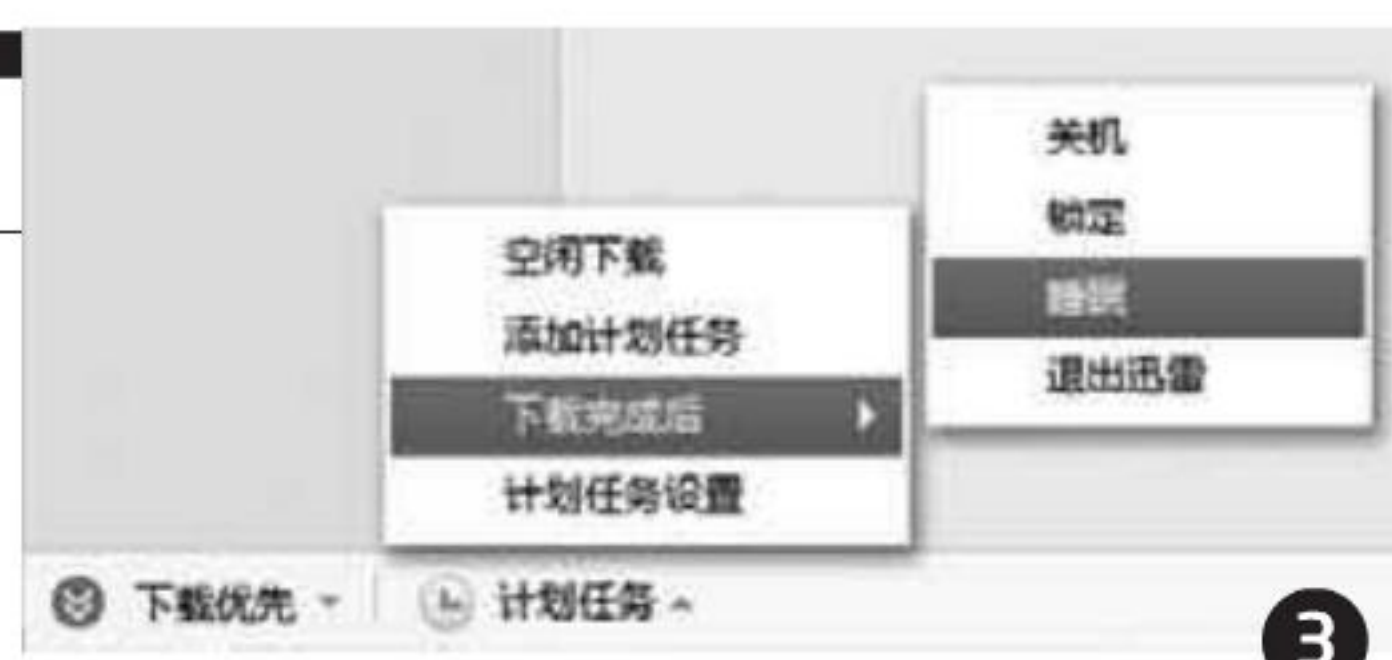 关机
锁定
睡眠
退出迅雷
空闲下载
添加计划任务
下载完成后
计划任务设置
下载优先
计划任务
3